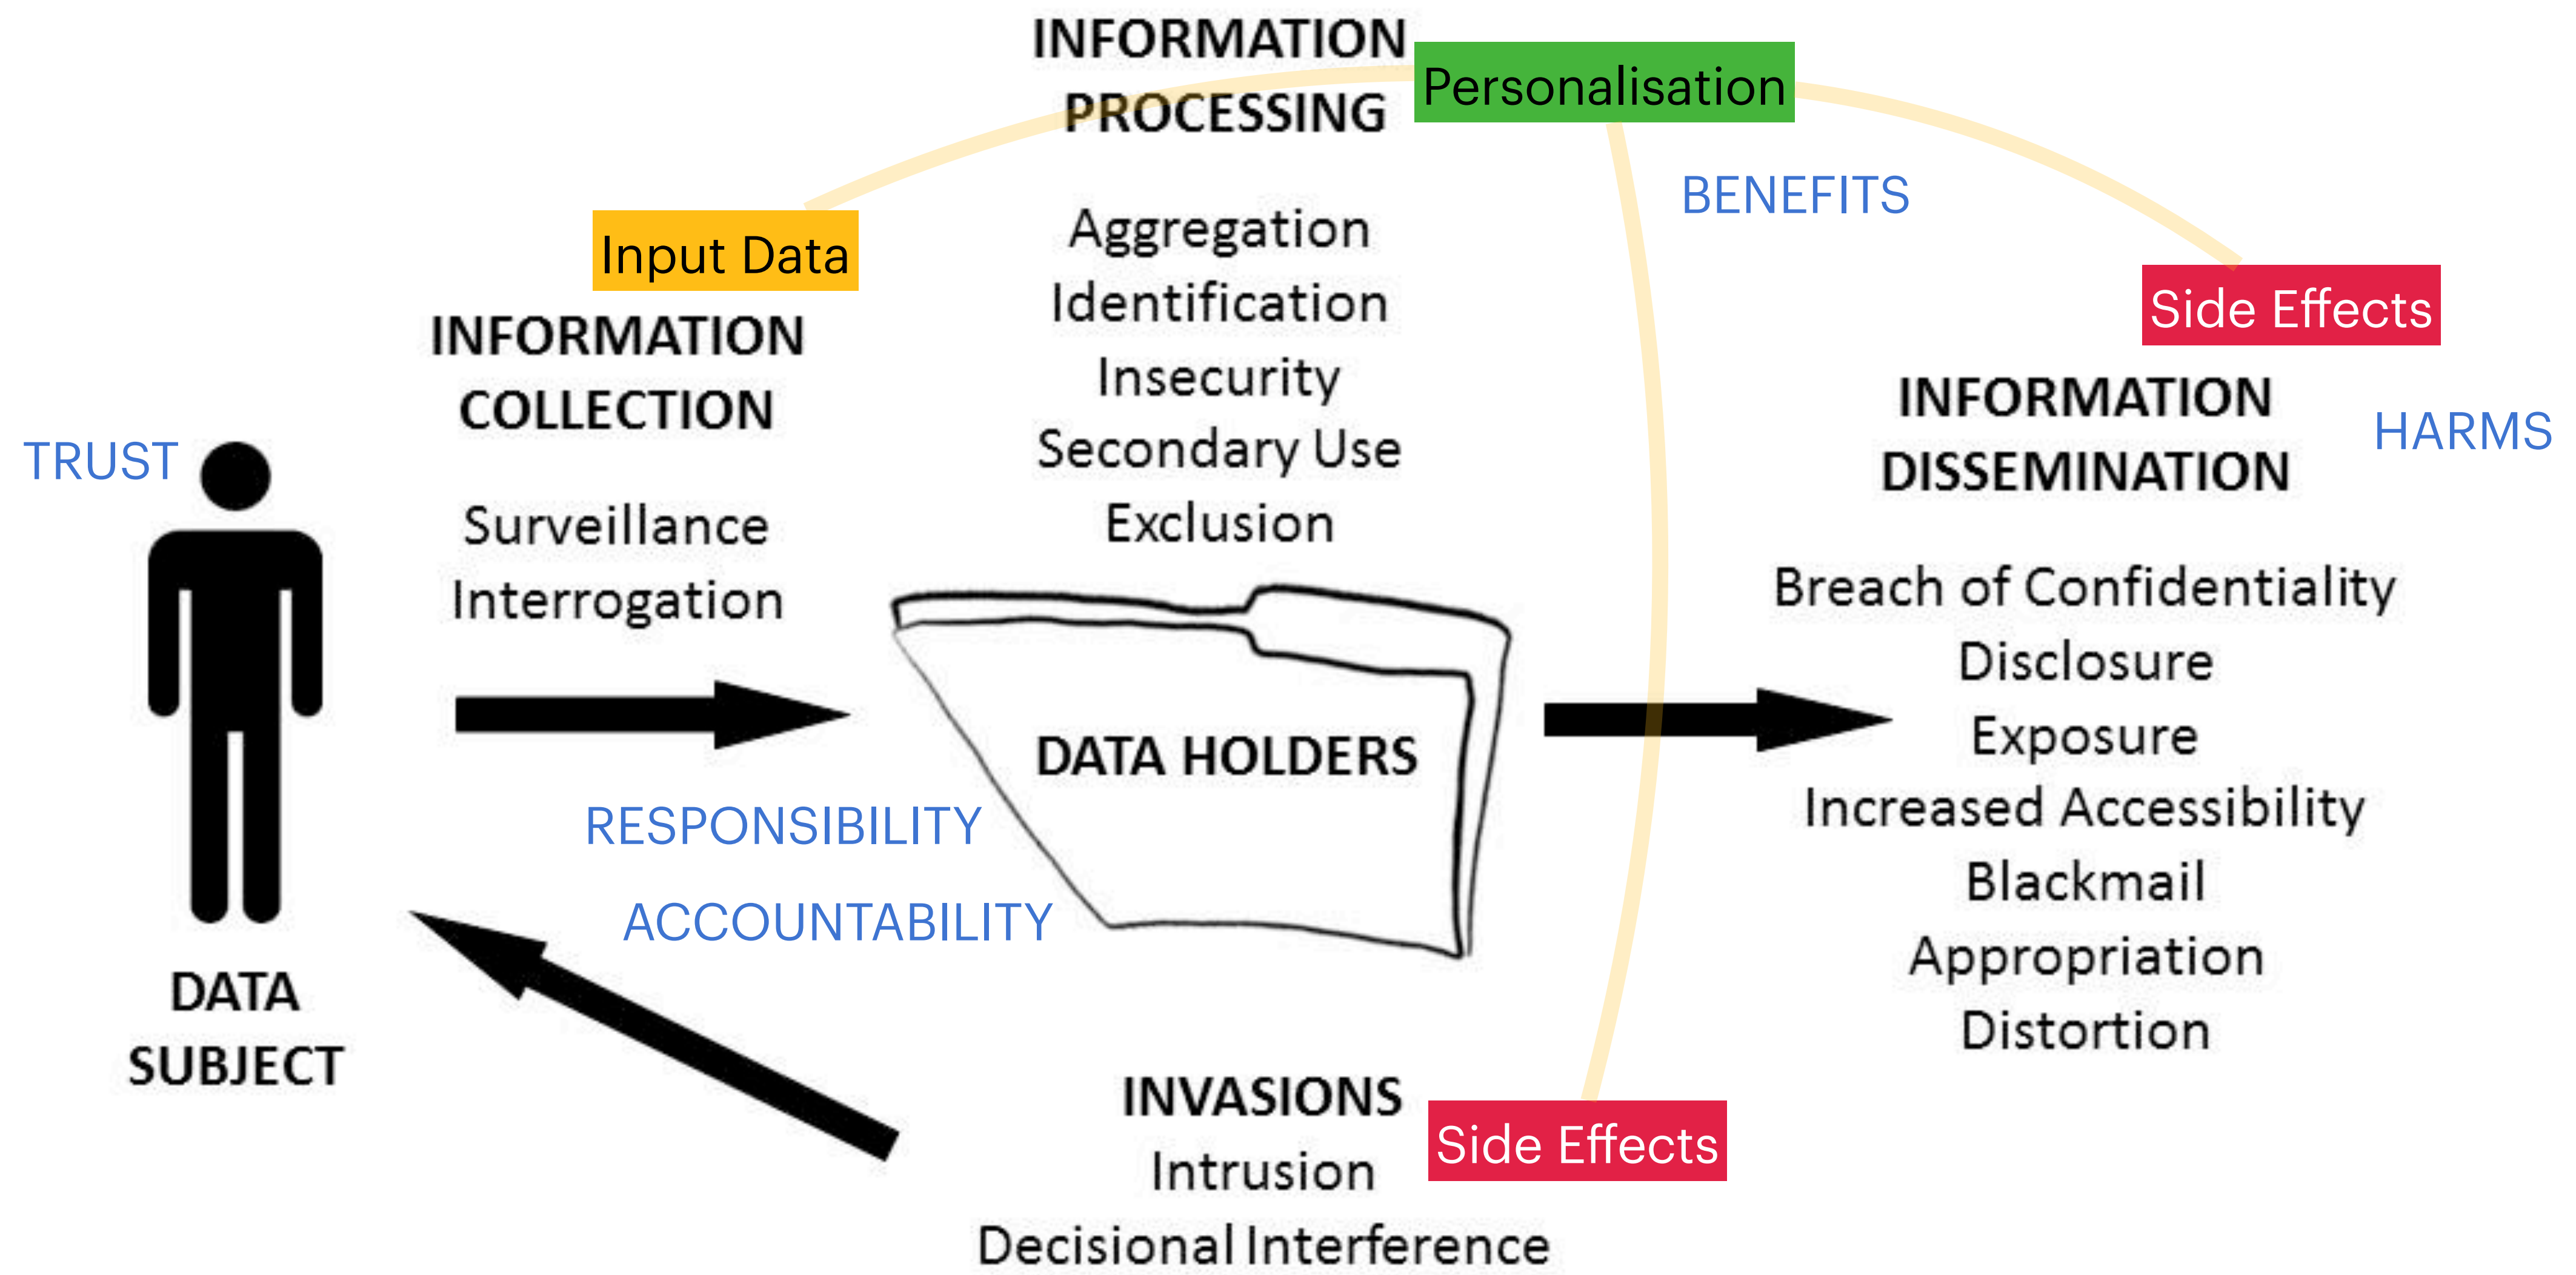 INFORMATION
PROCESSING
Personalisation
BENEFITS
Aggregation
Identification
Insecurity
Secondary Use
Exclusion
Input Data
INFORMATION
COLLECTION
Surveillance
Interrogation
TRUST
DATA
SUBJECT
RESPONSIBILITY
ACCOUNTABILITY
DATA HOLDERS
Side Effects
INFORMATION
DISSEMINATION
HARMS
Breach of Confidentiality
Disclosure
Exposure
Increased Accessibility
Blackmail
Appropriation
Distortion
INVASIONS
Side Effects
Intrusion
Decisional Interference